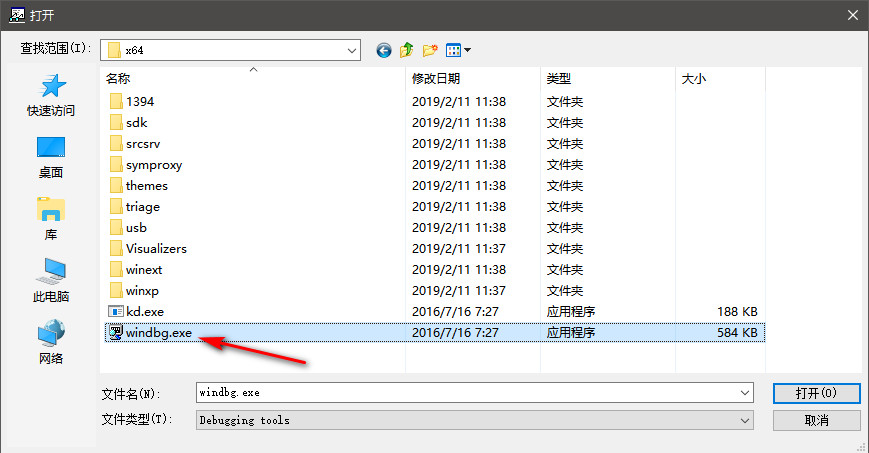 打开
查找范围(I):
x64
名称 修改日期 类型 大小
1394 2019/2/11 11:38 文件夹
sdk 2019/2/11 11:38 文件夹
srcsrv 2019/2/11 11:38 文件夹
symproxy 2019/2/11 11:38 文件夹
themes 2019/2/11 11:38 文件夹
triage 2019/2/11 11:38 文件夹
usb 2019/2/11 11:38 文件夹
Visualizers 2019/2/11 11:37 文件夹
winext 2019/2/11 11:38 文件夹
winxp 2019/2/11 11:37 文件夹
kd.exe 2016/7/16 7:27 应用程序 188 KB
windbg.exe 2016/7/16 7:27 应用程序 584 KB
快速访问
桌面
库
此电脑
网络
文件名(N): windbg.exe 打开(O)
文件类型(T): Debugging tools 取消